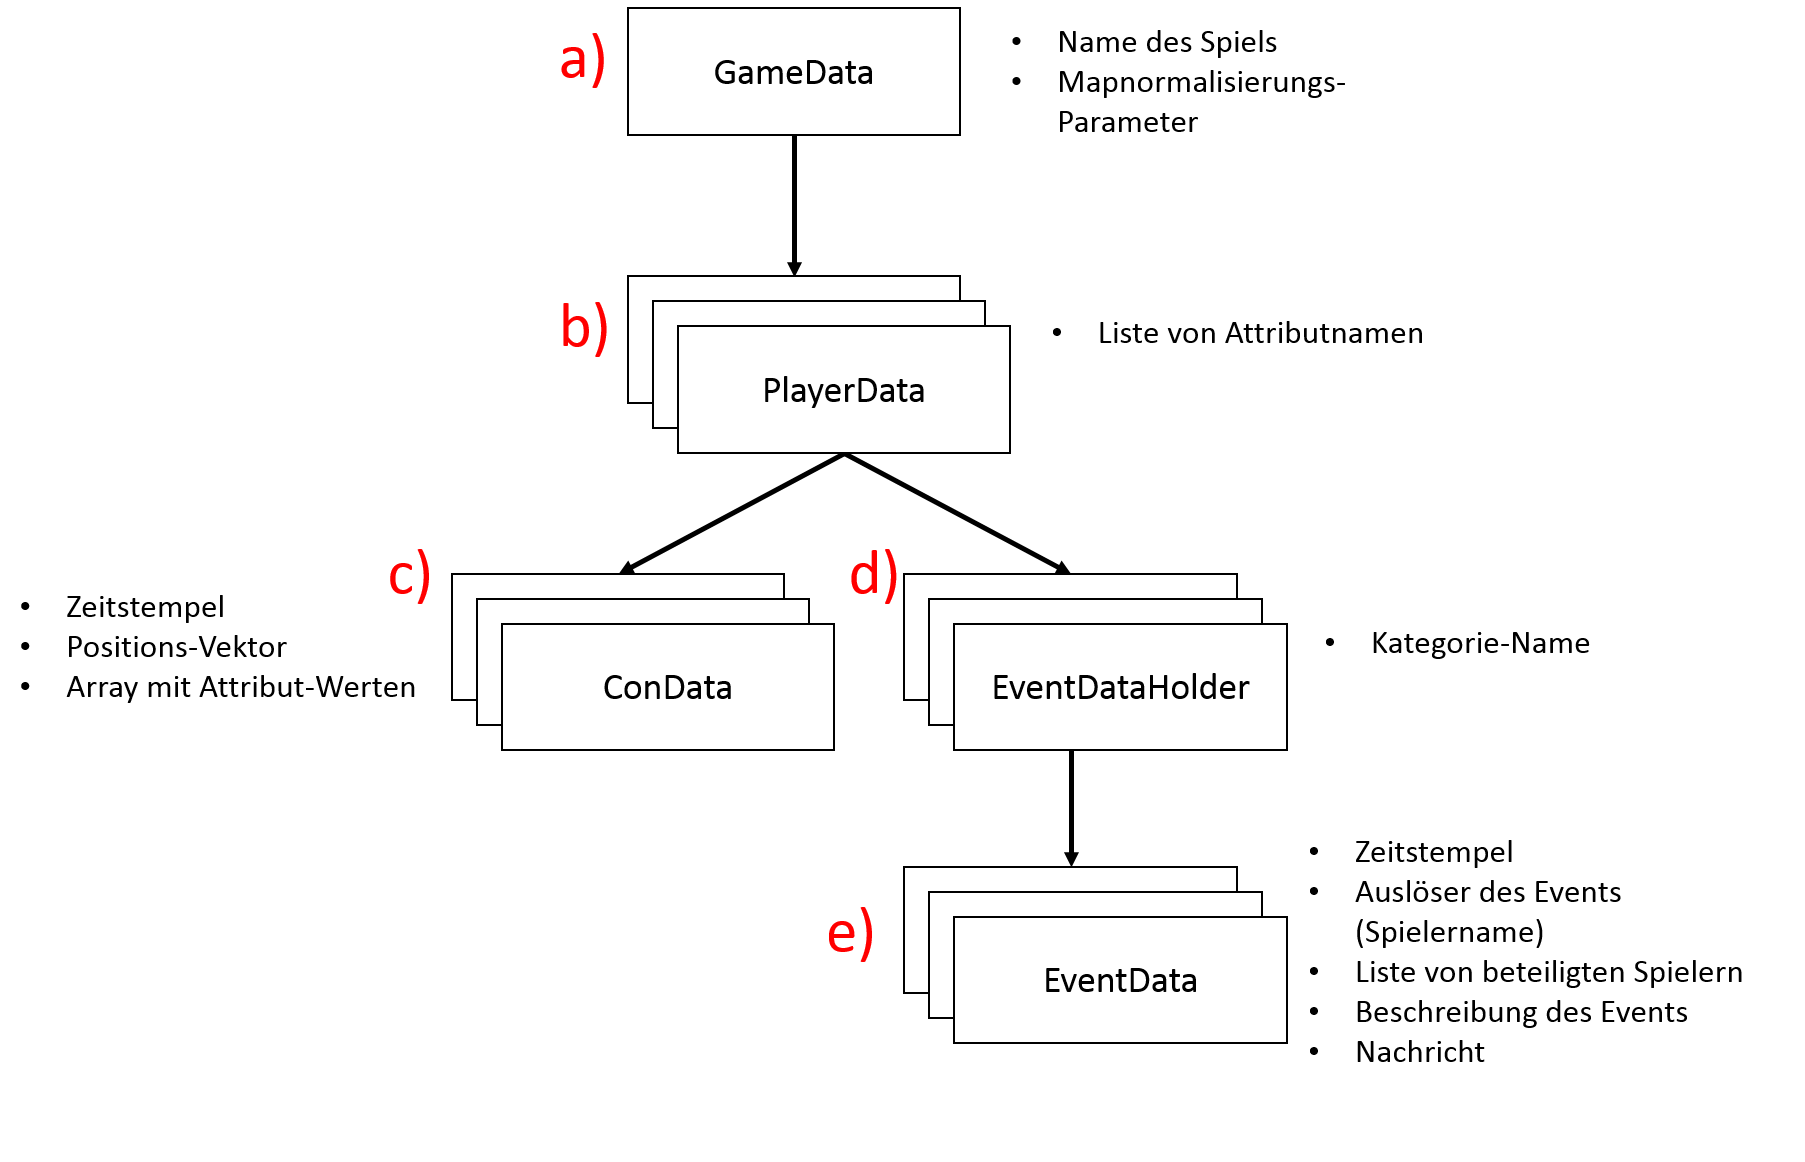 a)
GameData
• Name des Spiels
• Mapnormalisierungs-
Parameter
b)
PlayerData
• Liste von Attributnamen
c)
• Zeitstempel
• Positions-Vektor
• Array mit Attribut-Werten
ConData
d)
EventDataHolder
• Kategorie-Name
e)
EventData
• Zeitstempel
• Auslöser des Events
(Spielername)
• Liste von beteiligten Spielern
• Beschreibung des Events
• Nachricht